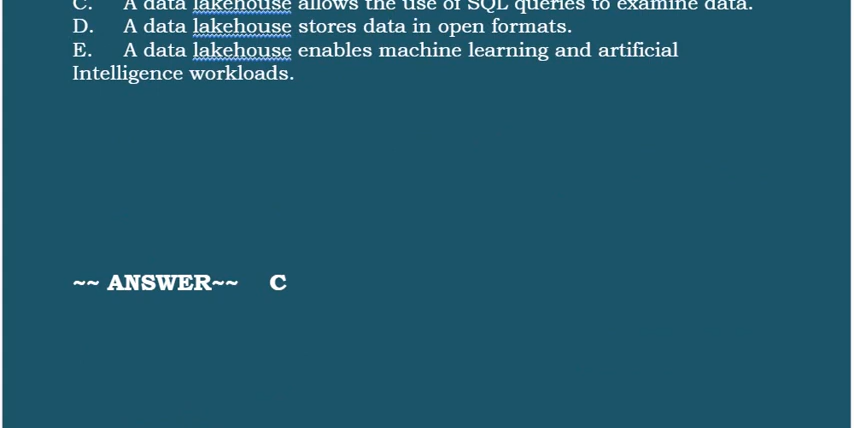 C. A data lakehouse allows the use of SQL queries to examine data.
D. A data lakehouse stores data in open formats.
E. A data lakehouse enables machine learning and artificial
Intelligence workloads.
~~ ANSWER~~ C